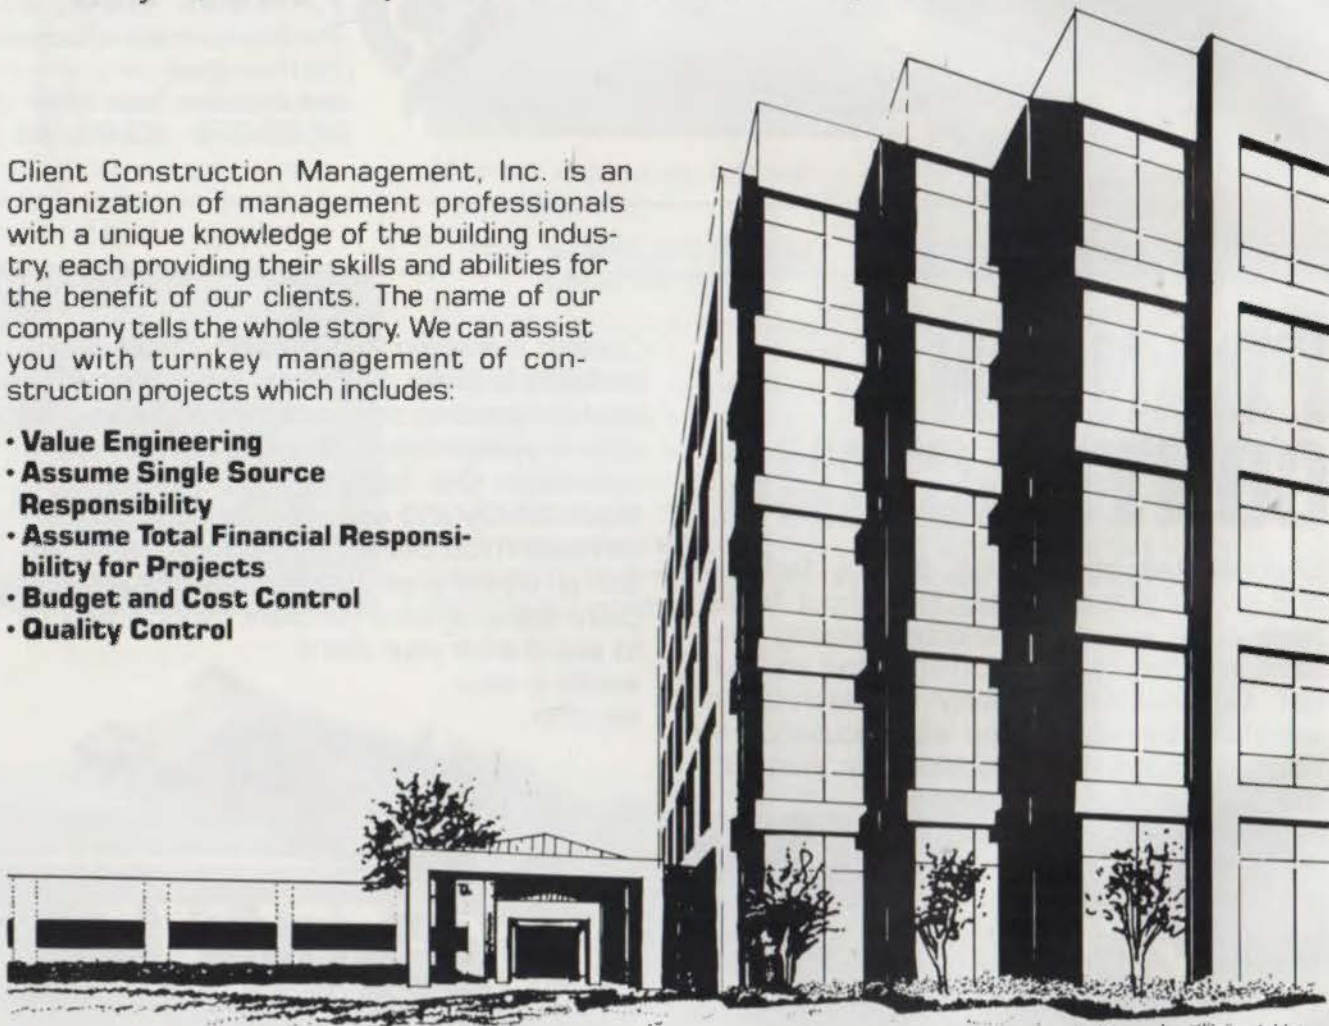 Client Construction Management, Inc. is an
organization of management professionals
with a unique knowledge of the building indus-
try, each providing their skills and abilities for
the benefit of our clients. The name of our
company tells the whole story. We can assist
you with turnkey management of con-
struction projects which includes:
• Value Engineering
• Assume Single Source
Responsibility
• Assume Total Financial Responsi-
bility for Projects
• Budget and Cost Control
• Quality Control